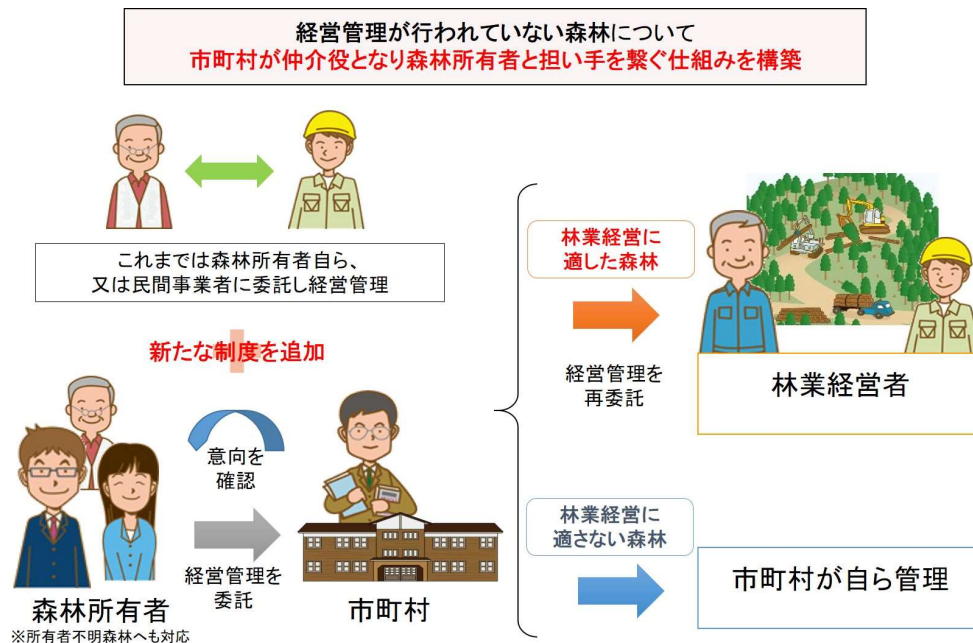 経営管理が行われていない森林について
市町村が仲介役となり森林所有者と担い手を繋ぐ仕組みを構築
これまでは森林所有者自ら、
又は民間事業者に委託し経営管理
新たな制度を追加
意向を
確認
経営管理を
委託
森林所有者
※所有者不明森林へも対応
市町村
林業経営に
適した森林
経営管理を
再委託
林業経営者
林業経営に
適さない森林
市町村が自ら管理